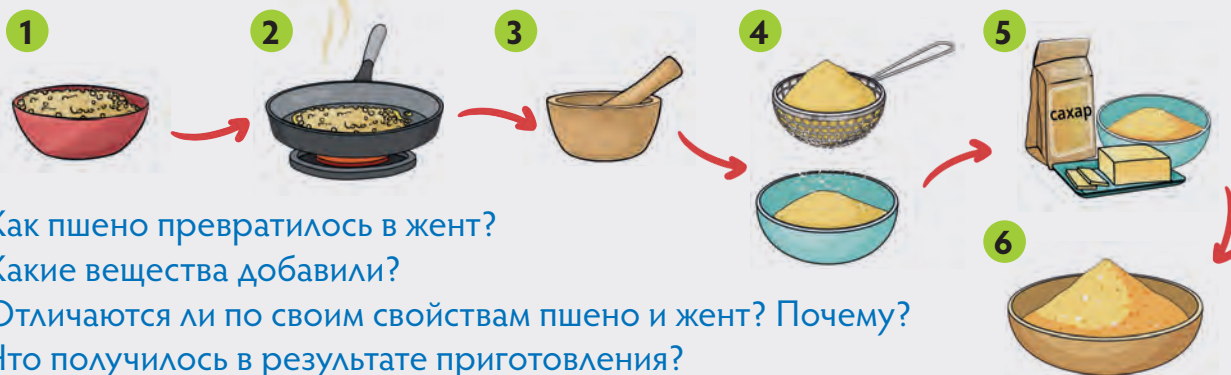 1
2
3
4
5
сахар
6
Как пшено превратилось в жент?
Какие вещества добавили?
Отличаются ли по своим свойствам пшено и жент? Почему?
Что получилось в результате приготовления?